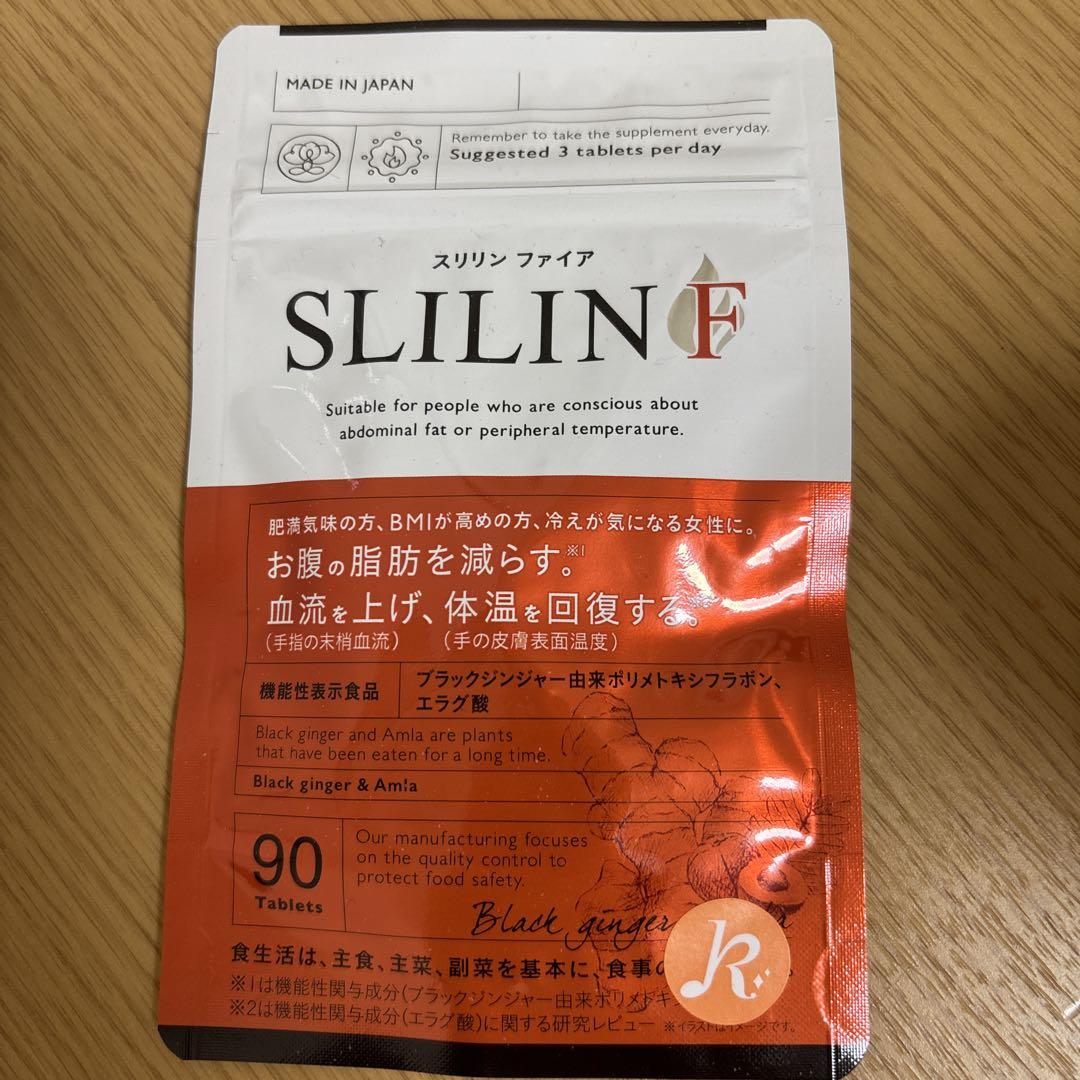 MADE IN JAPAN
Remember to take the supplement everyday.
Suggested 3 tablets per day
スリリン ファイア
SLILIN F
Suitable for people who are conscious about
abdominal fat or peripheral temperature.
肥満気味の方、BMIが高めの方、冷えが気になる女性に。
お腹の脂肪を減らす。※1
血流を上げ、体温を回復する。
(手指の末梢血流) (手の皮膚表面温度)
機能性表示食品
ブラックジンジャー由来ポリメトキシフラボン、
エラグ酸
Black ginger and Amla are plants
that have been eaten for a long time.
Black ginger & Amla
90
Tablets
Our manufacturing focuses
on the quality control to
protect food safety.
Black ginger
食生活は、主食、主菜、副菜を基本に、食事の
※1は機能性関与成分(ブラックジンジャー由来ポリメトキ
※2は機能性関与成分(エラグ酸)に関する研究レビュー ※イラストはイメージです。